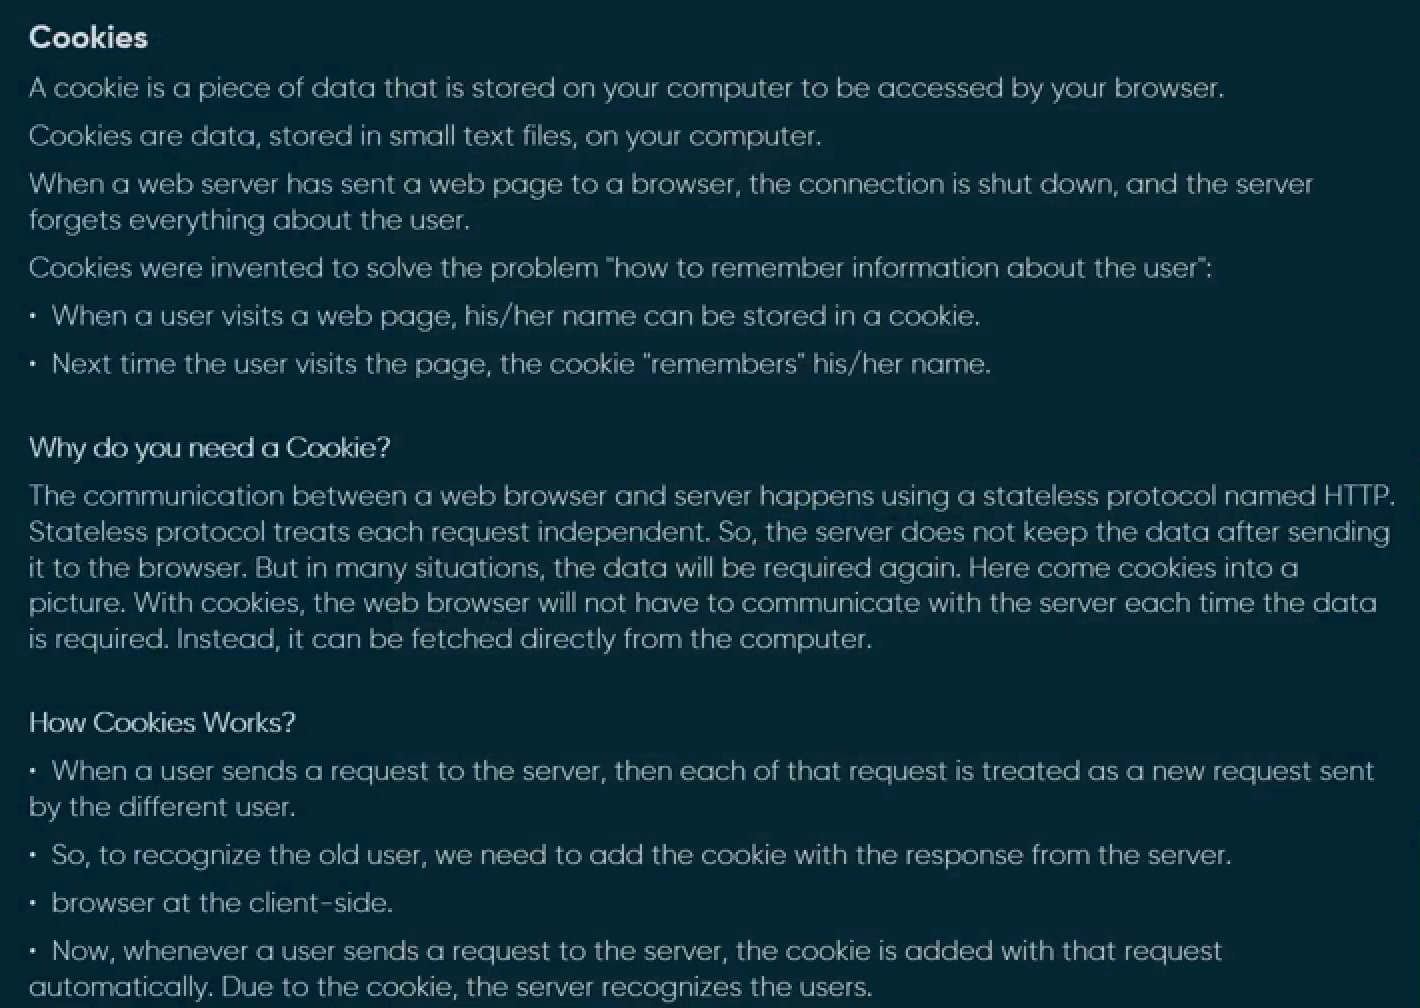 Cookies
A cookie is a piece of data that is stored on your computer to be accessed by your browser.
Cookies are data, stored in small text files, on your computer.
When a web server has sent a web page to a browser, the connection is shut down, and the server
forgets everything about the user.
Cookies were invented to solve the problem "how to remember information about the user":
• When a user visits a web page, his/her name can be stored in a cookie.
• Next time the user visits the page, the cookie "remembers" his/her name.
Why do you need a Cookie?
The communication between a web browser and server happens using a stateless protocol named HTTP.
Stateless protocol treats each request independent. So, the server does not keep the data after sending
it to the browser. But in many situations, the data will be required again. Here come cookies into a
picture. With cookies, the web browser will not have to communicate with the server each time the data
is required. Instead, it can be fetched directly from the computer.
How Cookies Works?
• When a user sends a request to the server, then each of that request is treated as a new request sent
by the different user.
• So, to recognize the old user, we need to add the cookie with the response from the server.
• browser at the client-side.
• Now, whenever a user sends a request to the server, the cookie is added with that request
automatically. Due to the cookie, the server recognizes the users.